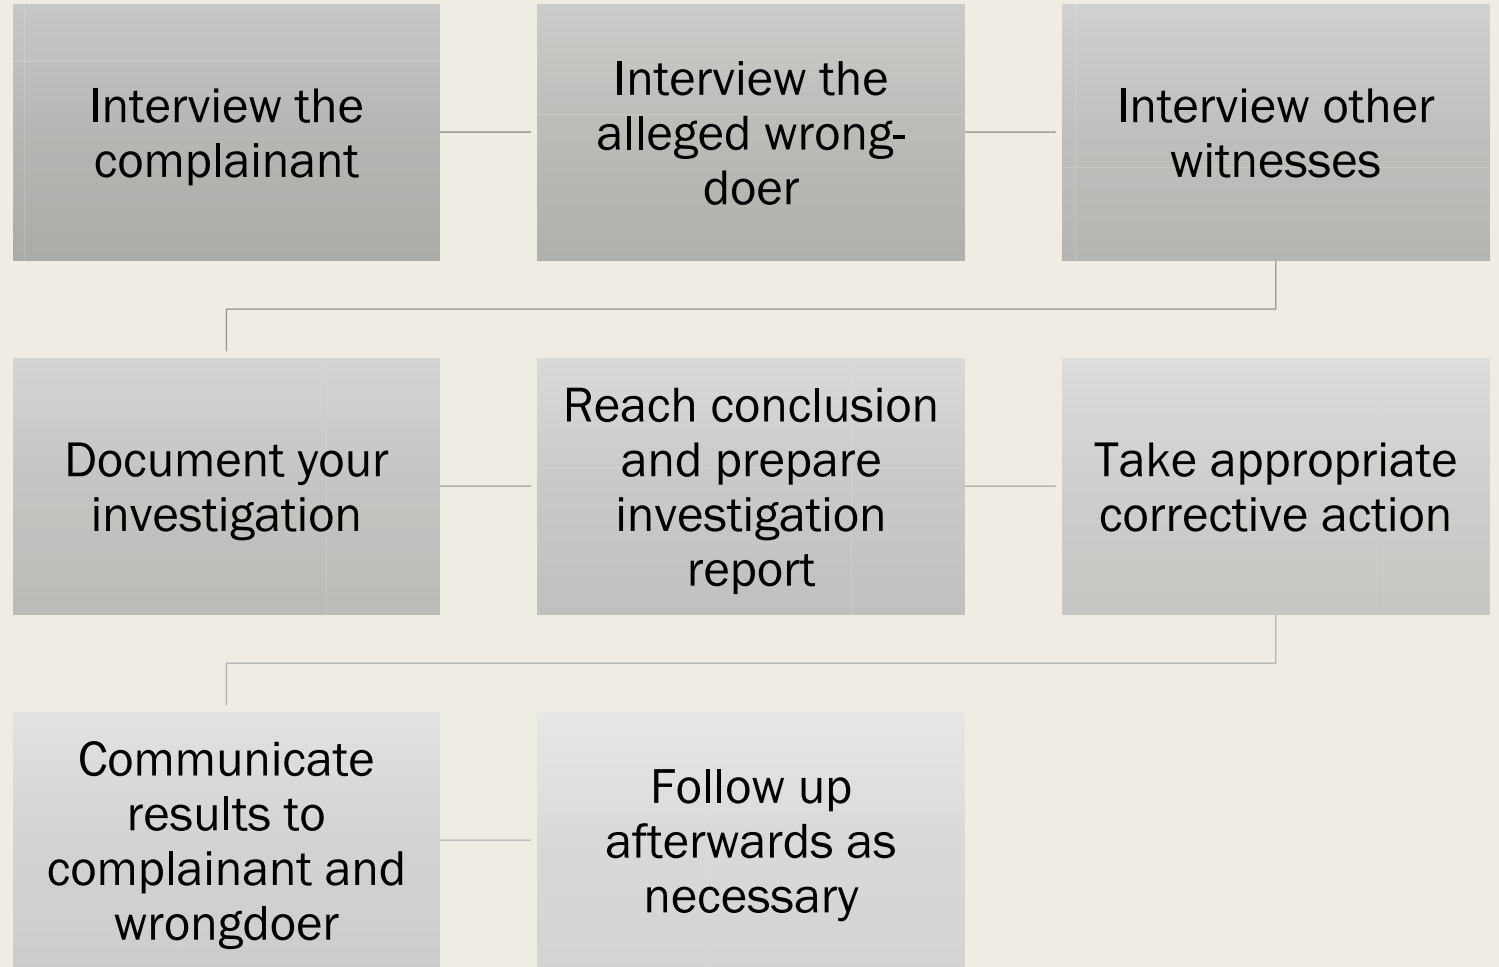 Interview the
complainant
Interview the
alleged wrong-
doer
Interview other
witnesses
Document your
investigation
Reach conclusion
and prepare
investigation
report
Take appropriate
corrective action
Communicate
results to
complainant and
wrongdoer
Follow up
afterwards as
necessary